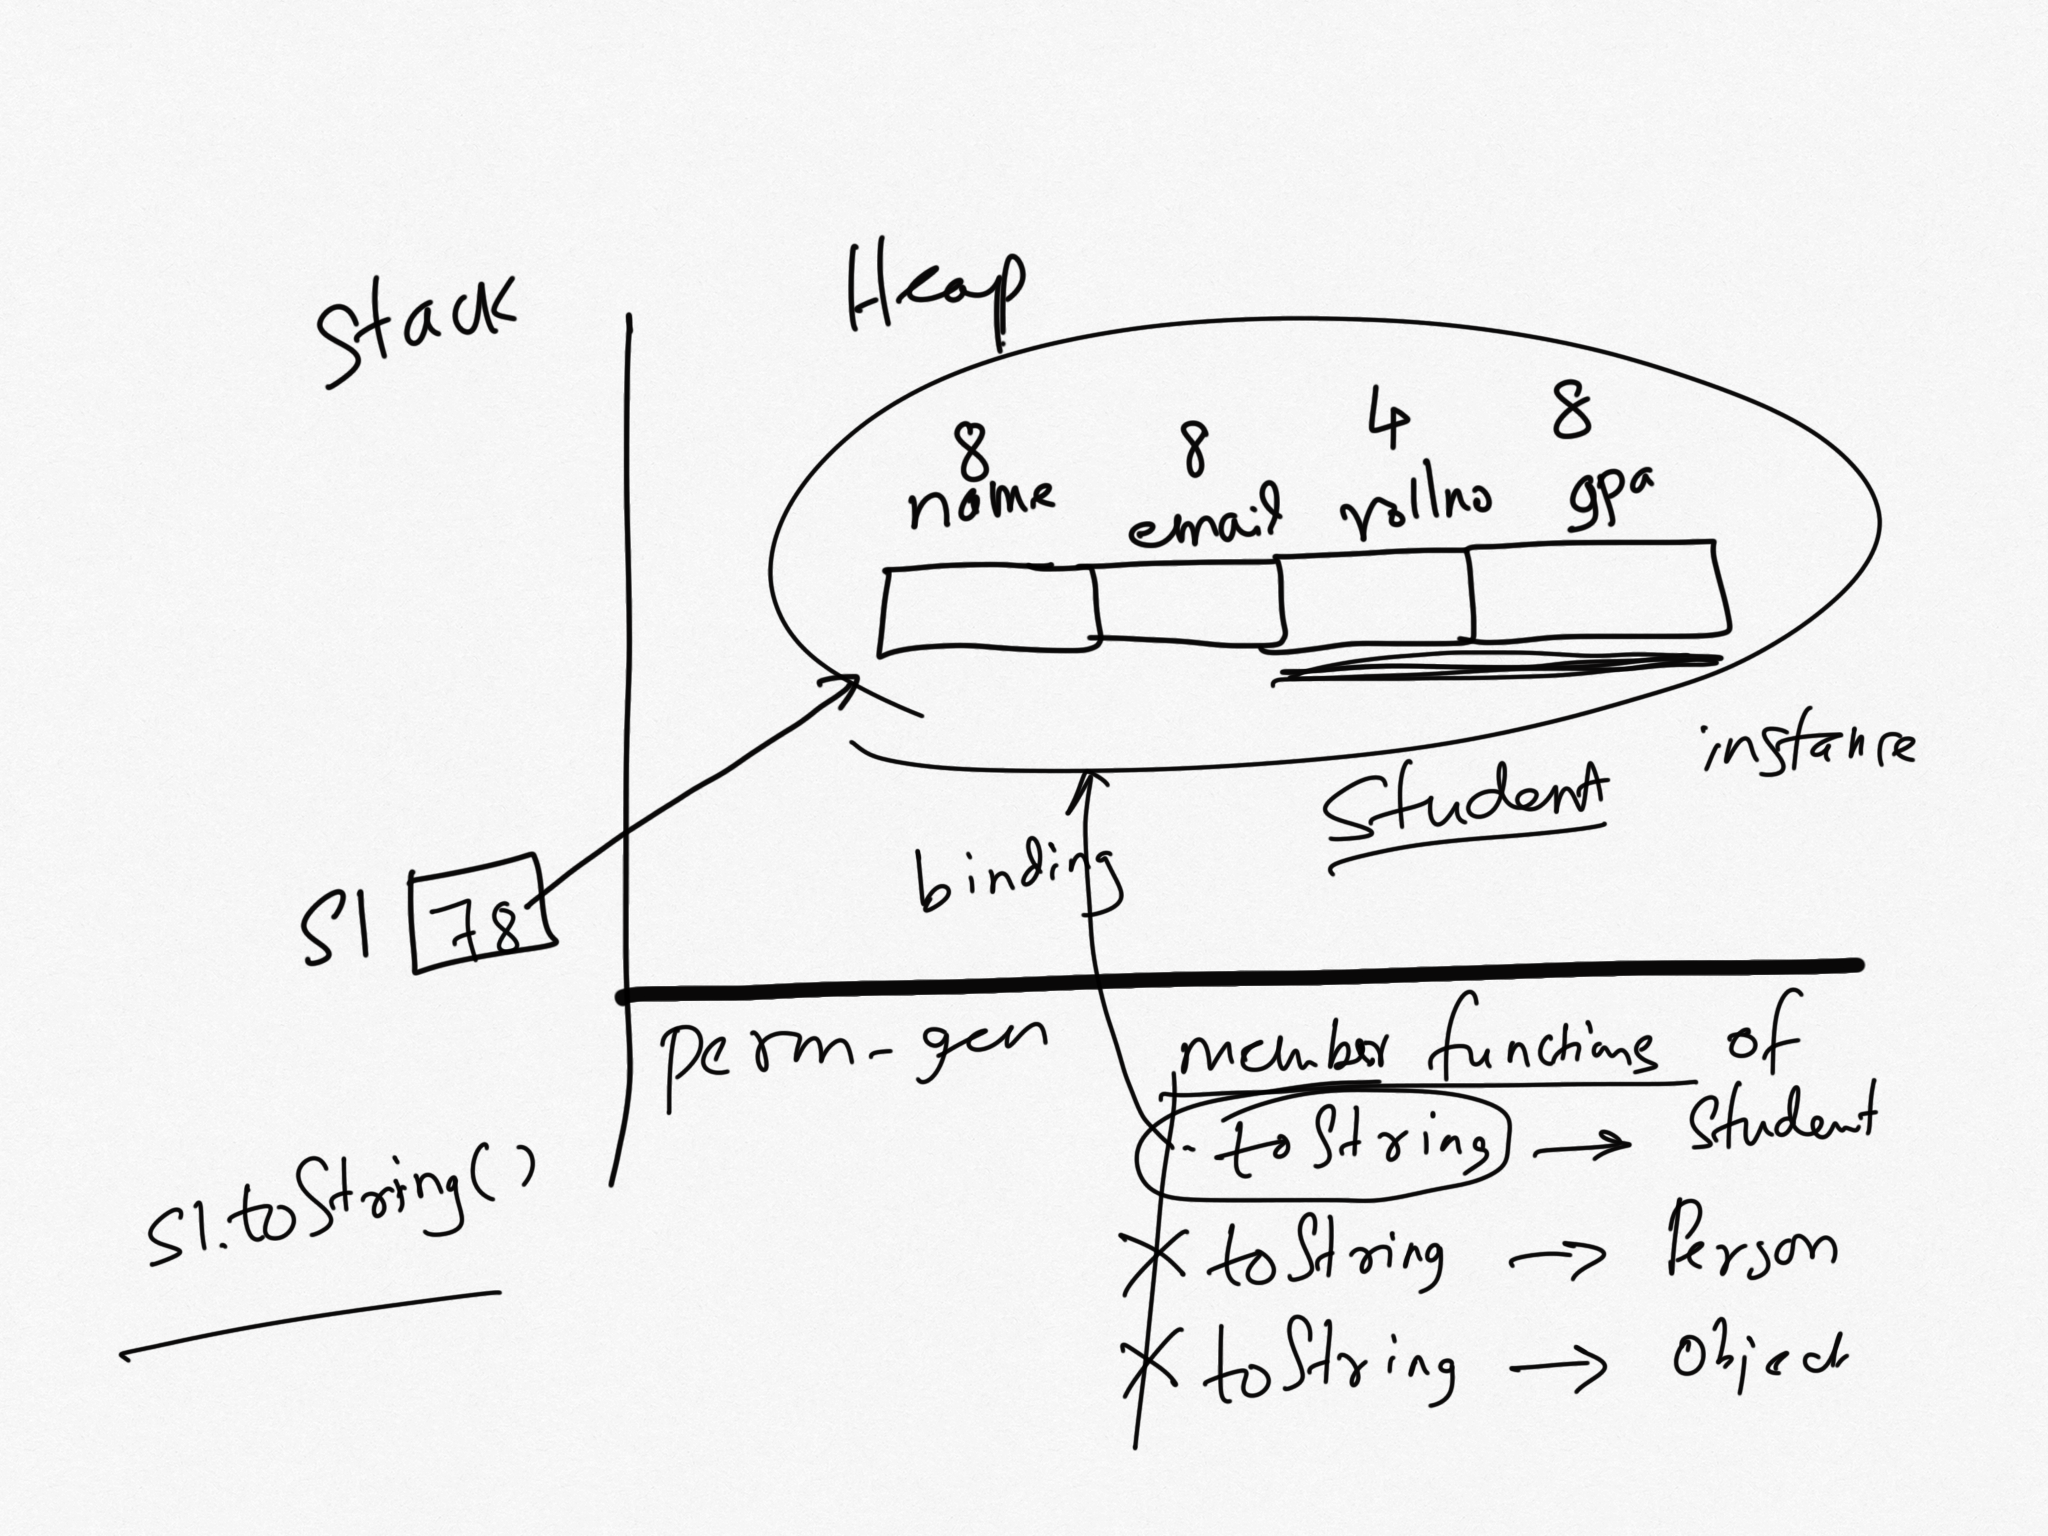 Stack
Heap
8 8 4 8
name email rollno gpa
instance
Student
binding
S1 78
perm-gen
member functions of
- toString → Student
× toString → Person
× toString → Object
S1.toString()